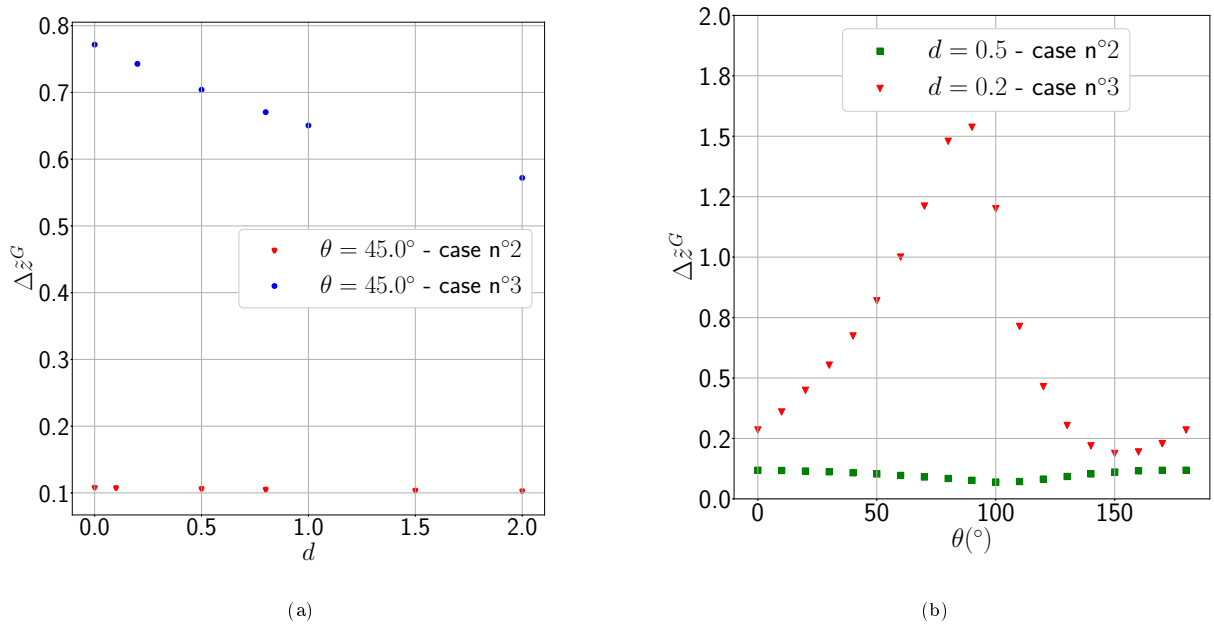 0.8
0.7
0.6
0.5
0.4
0.3
0.2
0.1
Δz̃^G
θ = 45.0° - case n°2
θ = 45.0° - case n°3
0.0 0.5 1.0 1.5 2.0
d
(a)
2.0
1.8
1.5
1.2
1.0
0.8
0.5
0.2
0.0
Δz̃^G
d = 0.5 - case n°2
d = 0.2 - case n°3
0 50 100 150
θ(°)
(b)